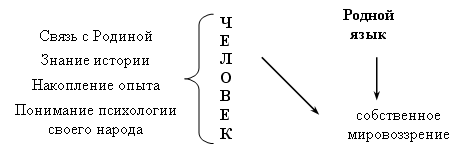 Связь с Родиной
Знание истории
Накопление опыта
Понимание психологии
своего народа
Ч
Е
Л
О
В
Е
К
Родной
язык
собственное
мировоззрение